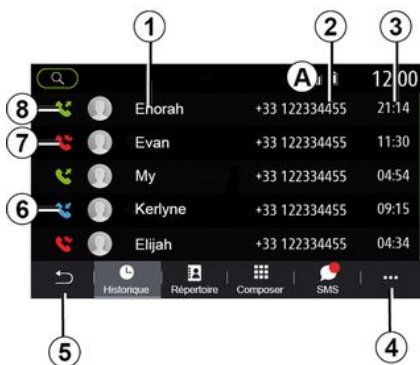 1 2 3
A 12:00
8 Enorah +33 122334455 21:14
7 Evan +33 122334455 11:30
My +33 122334455 04:54
6 Kerlyne +33 122334455 09:15
Elijah +33 122334455 04:34
Historique Répertoire Composer SMS ...
5 4